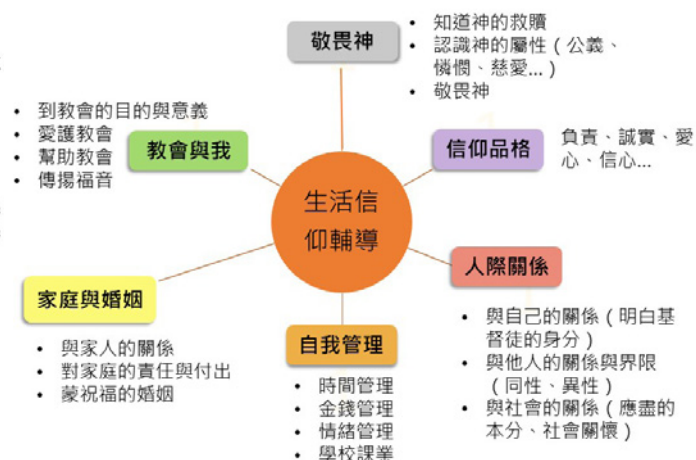 敬畏神
• 知道神的救贖
• 認識神的屬性（公義、
憐憫、慈愛…）
• 敬畏神
信仰品格
負責、誠實、愛
心、信心…
人際關係
• 與自己的關係（明白基
督徒的身分）
• 與他人的關係與界限
（同性、異性）
• 與社會的關係（應盡的
本分、社會關懷）
自我管理
• 時間管理
• 金錢管理
• 情緒管理
• 學校課業
家庭與婚姻
• 與家人的關係
• 對家庭的責任與付出
• 蒙祝福的婚姻
教會與我
• 到教會的目的與意義
• 愛護教會
• 幫助教會
• 傳揚福音
生活信
仰輔導